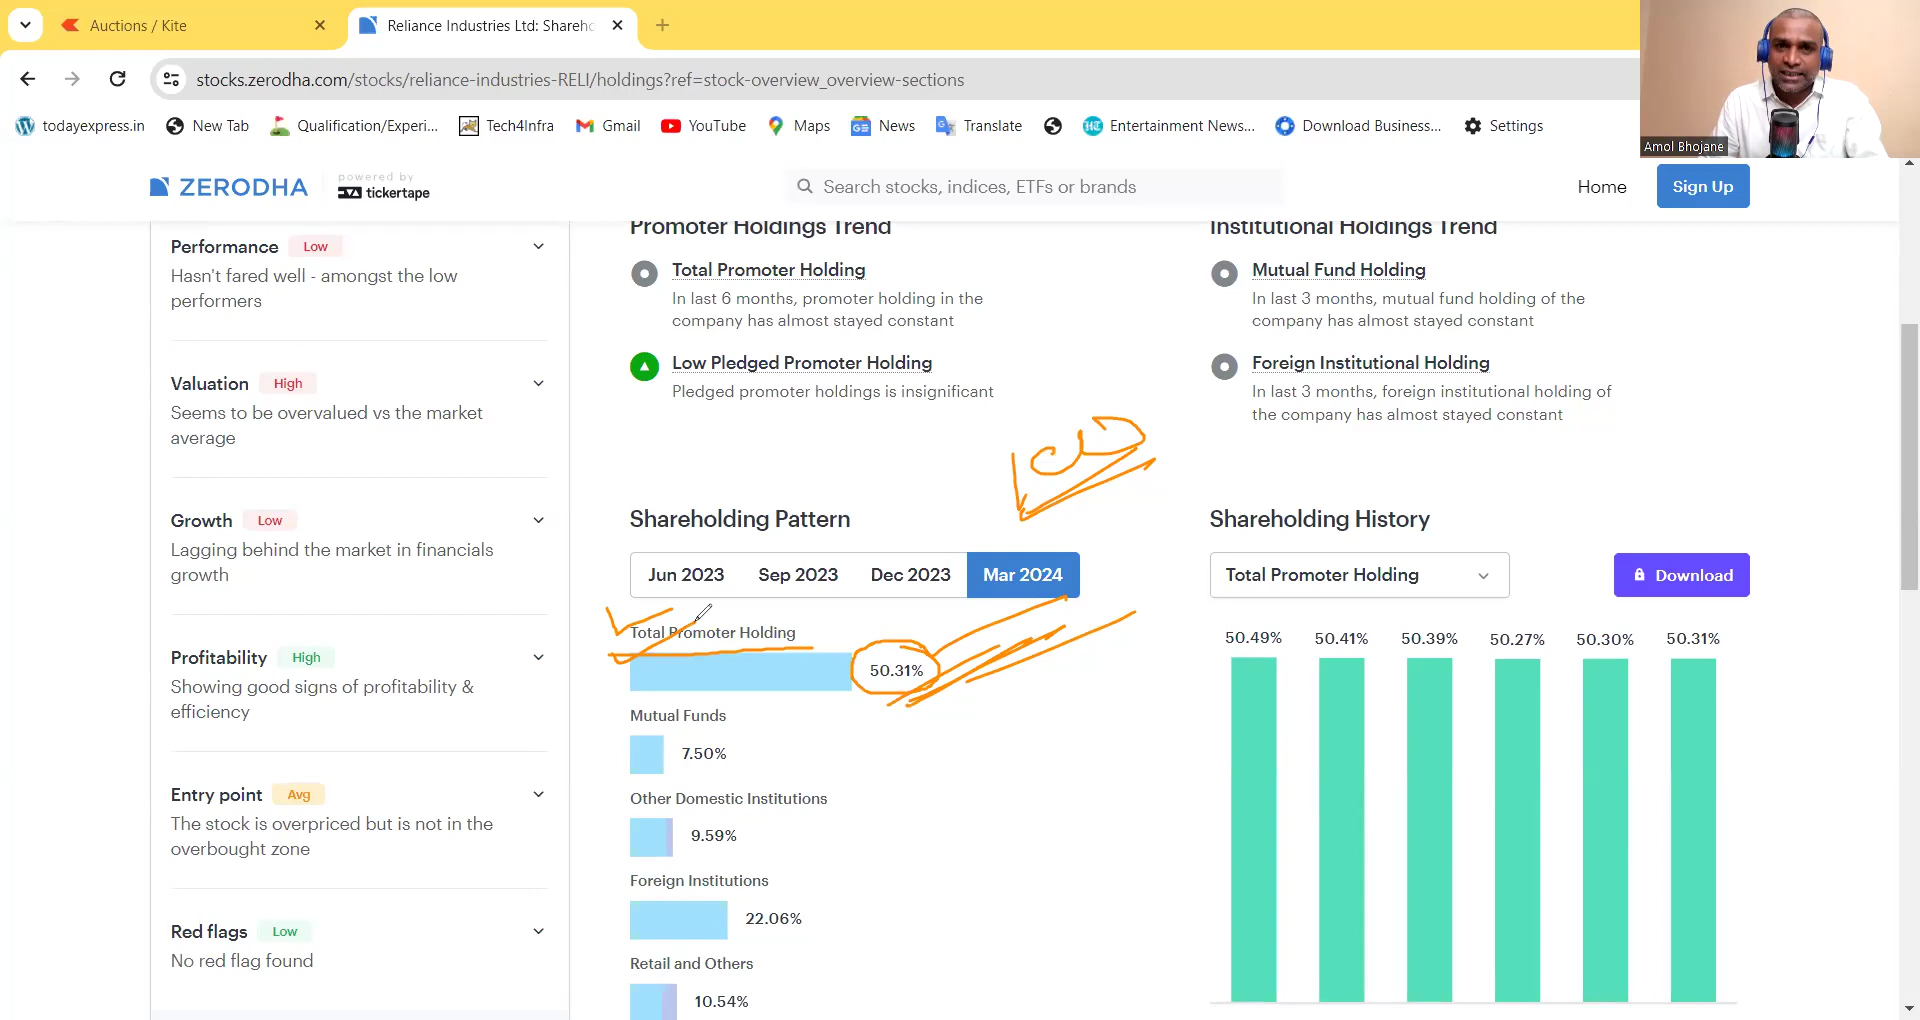 Auctions / Kite
Reliance Industries Ltd: Shareho
stocks.zerodha.com/stocks/reliance-industries-RELI/holdings?ref=stock-overview_overview-sections
todayexpress.in
New Tab
Qualification/Experi...
Tech4Infra
Gmail
YouTube
Maps
News
Translate
Entertainment News...
Download Business...
Settings
Amol Bhojane
ZERODHA
powered by
tickertape
Search stocks, indices, ETFs or brands
Home
Sign Up
Performance Low
Hasn't fared well - amongst the low
performers
Valuation High
Seems to be overvalued vs the market
average
Growth Low
Lagging behind the market in financials
growth
Profitability High
Showing good signs of profitability &
efficiency
Entry point Avg
The stock is overpriced but is not in the
overbought zone
Red flags Low
No red flag found
Promoter Holdings Trend
Total Promoter Holding
In last 6 months, promoter holding in the
company has almost stayed constant
Low Pledged Promoter Holding
Pledged promoter holdings is insignificant
Institutional Holdings Trend
Mutual Fund Holding
In last 3 months, mutual fund holding of the
company has almost stayed constant
Foreign Institutional Holding
In last 3 months, foreign institutional holding of
the company has almost stayed constant
Shareholding Pattern
Jun 2023 Sep 2023 Dec 2023 Mar 2024
Total Promoter Holding
50.31%
Mutual Funds
7.50%
Other Domestic Institutions
9.59%
Foreign Institutions
22.06%
Retail and Others
10.54%
Shareholding History
Total Promoter Holding
Download
50.49% 50.41% 50.39% 50.27% 50.30% 50.31%